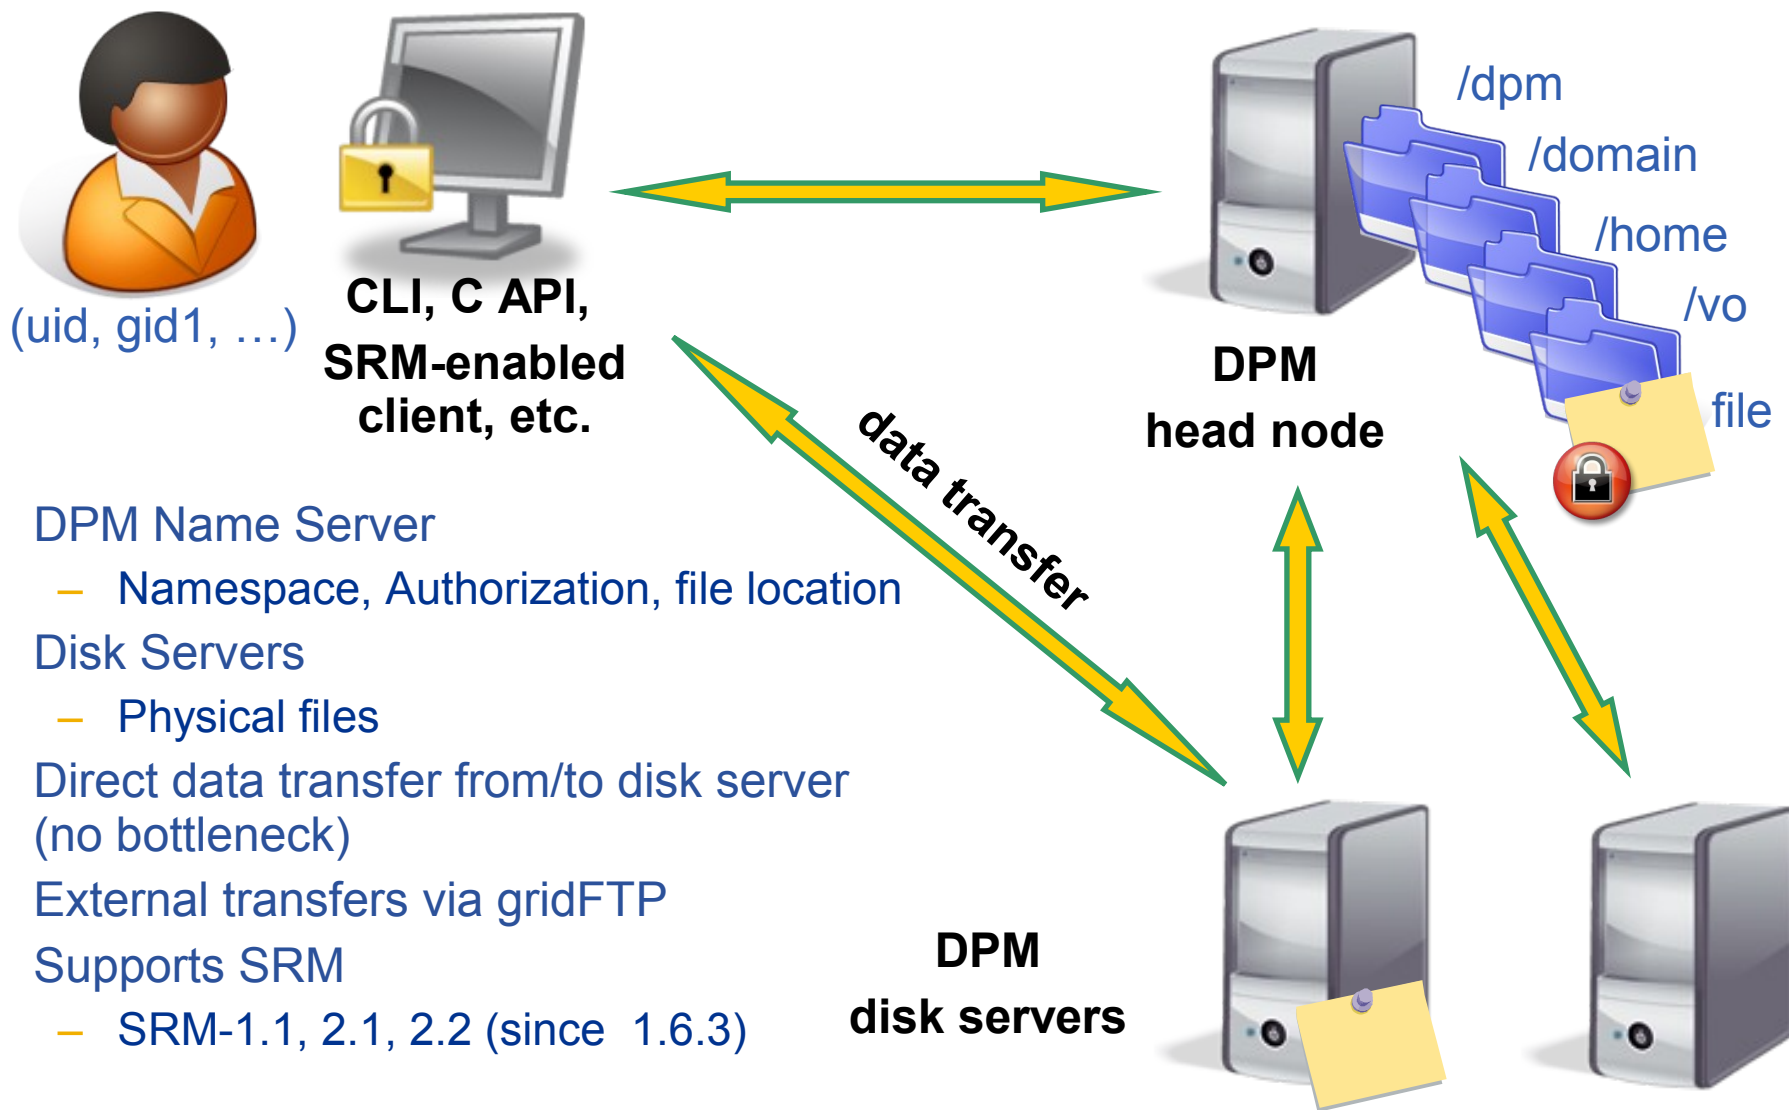 /dpm
/domain
/home
/vo
file
(uid, gid1, …)
CLI, C API,
SRM-enabled
client, etc.
DPM
head node
data transfer
DPM Name Server
– Namespace, Authorization, file location
Disk Servers
– Physical files
Direct data transfer from/to disk server
(no bottleneck)
External transfers via gridFTP
Supports SRM
– SRM-1.1, 2.1, 2.2 (since  1.6.3)
DPM
disk servers